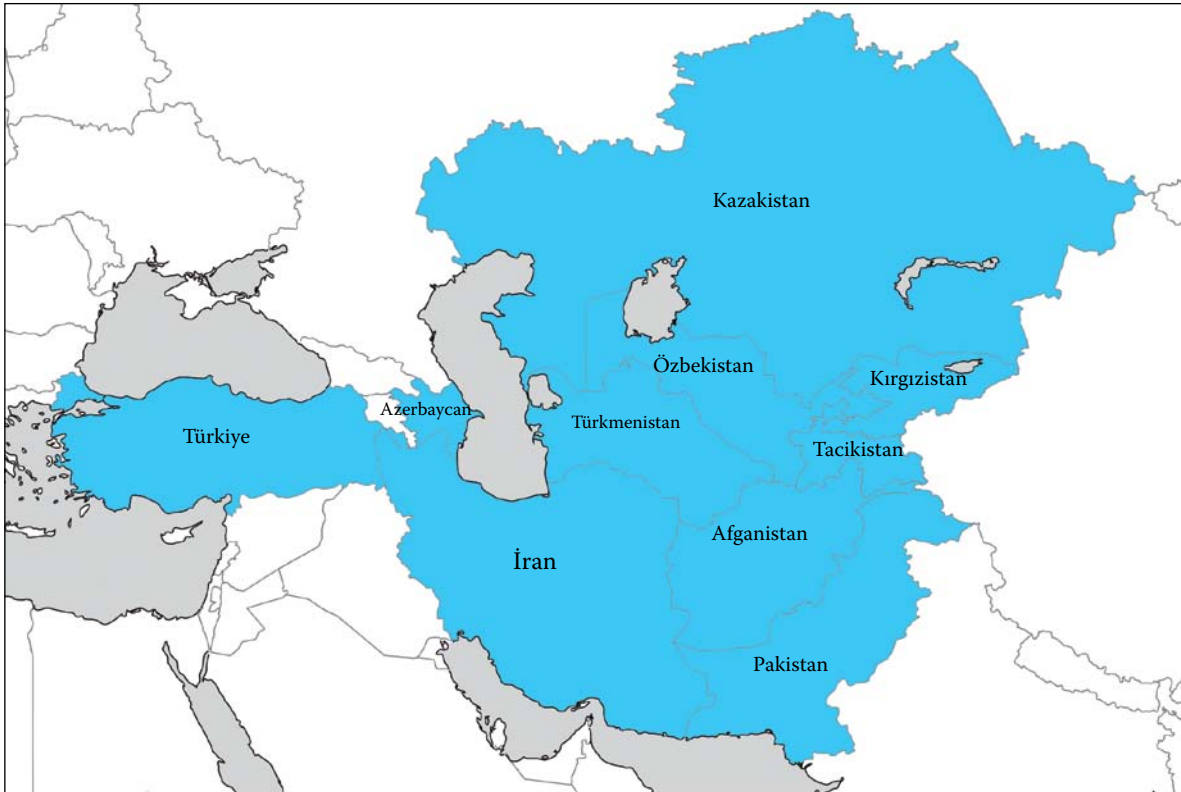 Kazakistan
Özbekistan
Kırgızistan
Azerbaycan
Türkmenistan
Türkiye
Tacikistan
Afganistan
İran
Pakistan